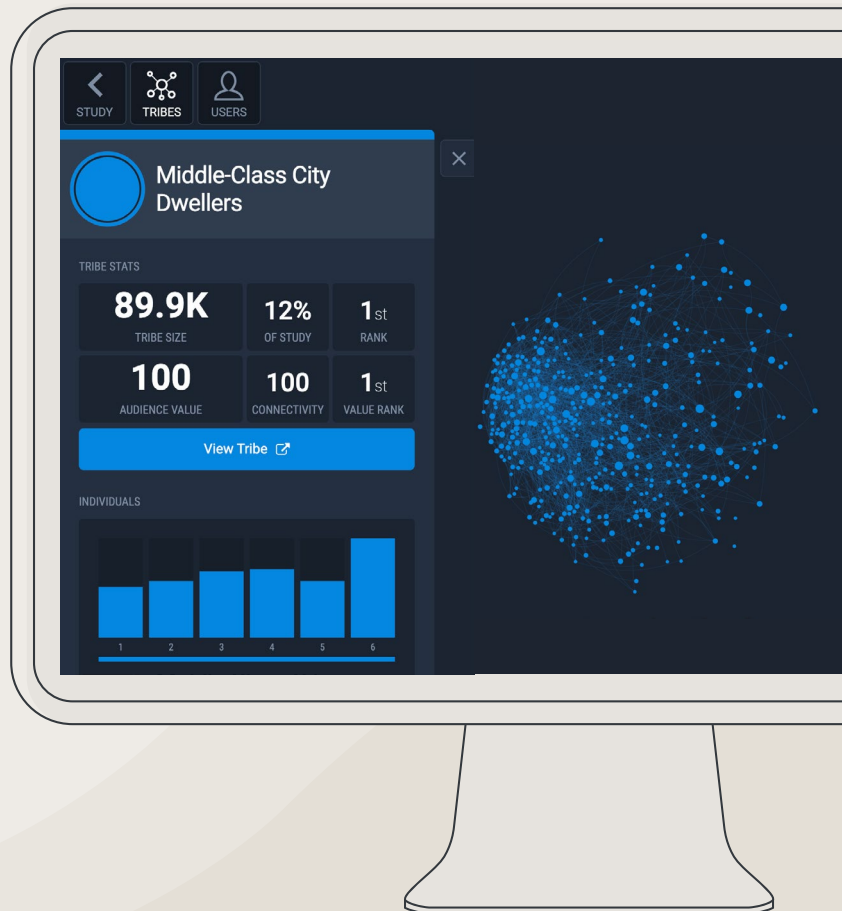 STUDY
TRIBES
USERS
Middle-Class City
Dwellers
TRIBE STATS
89.9K
TRIBE SIZE
12%
OF STUDY
1st
RANK
100
AUDIENCE VALUE
100
CONNECTIVITY
1st
VALUE RANK
View Tribe
INDIVIDUALS
1 2 3 4 5 6